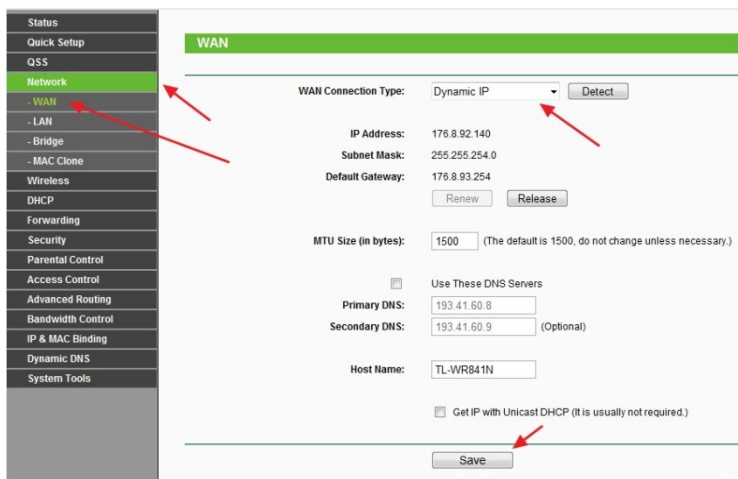 Status
Quick Setup
QSS
Network
- WAN
- LAN
- Bridge
- MAC Clone
Wireless
DHCP
Forwarding
Security
Parental Control
Access Control
Advanced Routing
Bandwidth Control
IP & MAC Binding
Dynamic DNS
System Tools
WAN
WAN Connection Type: Dynamic IP Detect
IP Address: 176.8.92.140
Subnet Mask: 255.255.254.0
Default Gateway: 176.8.93.254
Renew Release
MTU Size (in bytes): 1500 (The default is 1500, do not change unless necessary.)
Use These DNS Servers
Primary DNS: 193.41.60.8
Secondary DNS: 193.41.60.9 (Optional)
Host Name: TL-WR841N
Get IP with Unicast DHCP (It is usually not required.)
Save